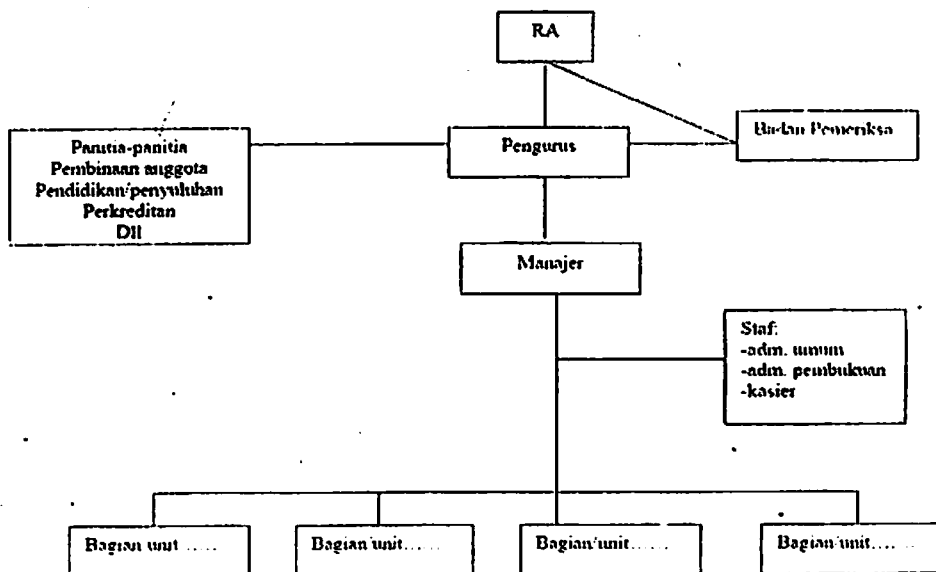 RA
Badan Pemeriksa
Pengurus
Panitia-panitia
Pembinaan anggota
Pendidikan/penyuluhan
Perkreditan
Dll
Manajer
Staf:
-adm. umum
-adm. pembukuan
-kasier
Bagian unit ......
Bagian/unit.......
Bagian/unit.......
Bagian/unit.......